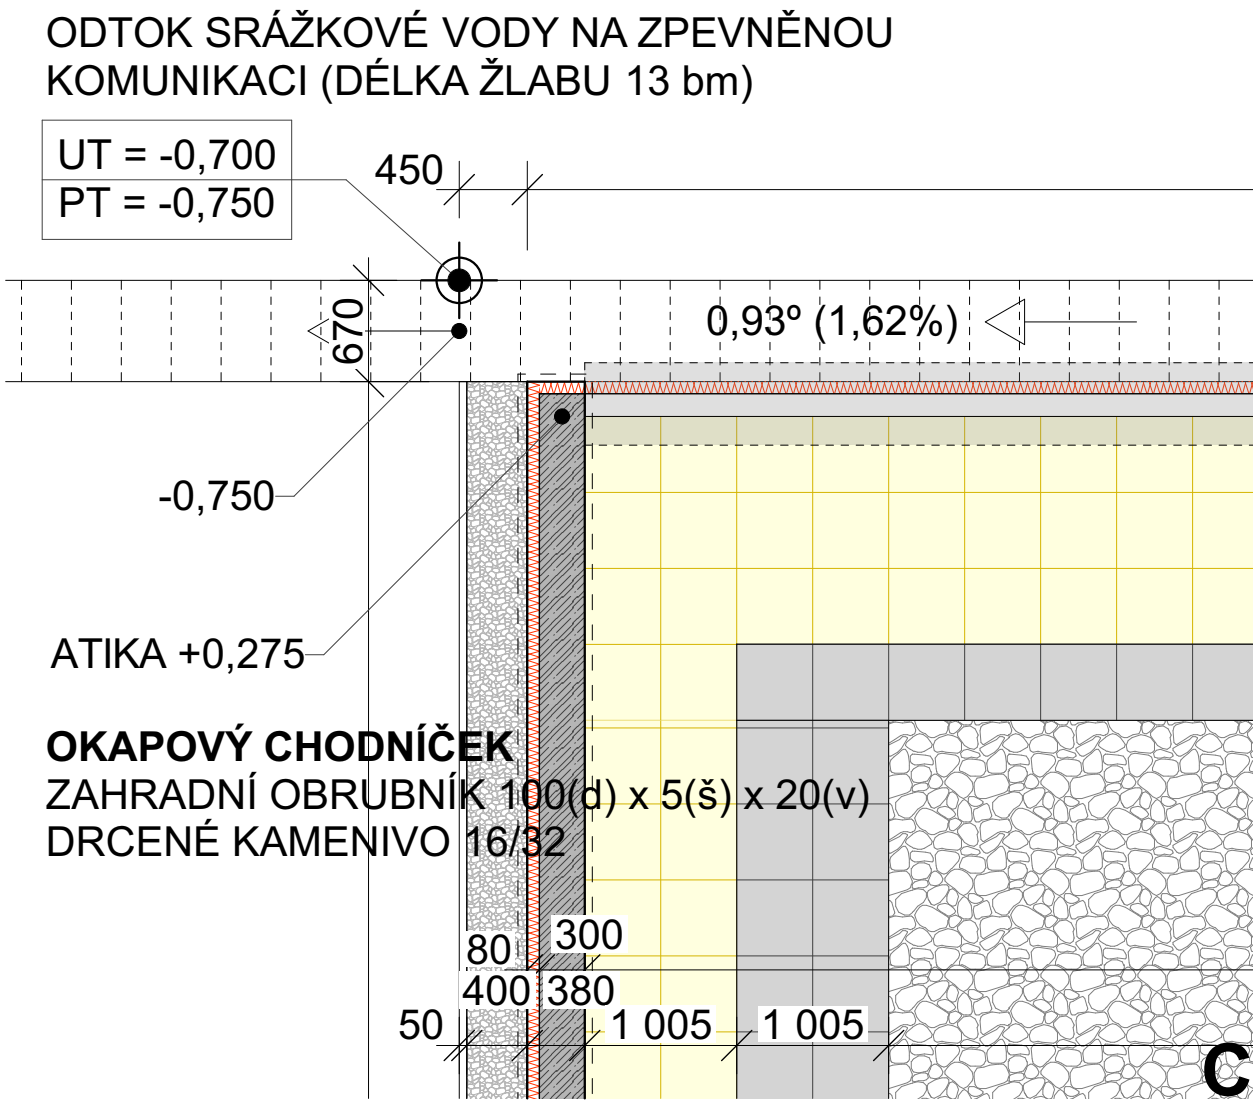 ODTOK SRÁŽKOVÉ VODY NA ZPEVNĚNOU
KOMUNIKACI (DÉLKA ŽLABU 13 bm)
UT = -0,700
PT = -0,750
450
670
0,93º (1,62%)
-0,750
ATIKA +0,275
OKAPOVÝ CHODNÍČEK
ZAHRADNÍ OBRUBNÍK 100(d) x 5(š) x 20(v)
DRCENÉ KAMENIVO 16/32
80 300
400 380
50 1 005 1 005
C